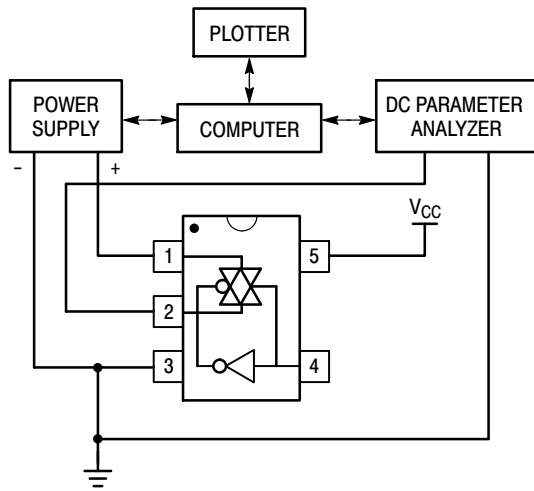 PLOTTER
POWER
SUPPLY
COMPUTER
DC PARAMETER
ANALYZER
-
+
VCC
1
5
2
3
4